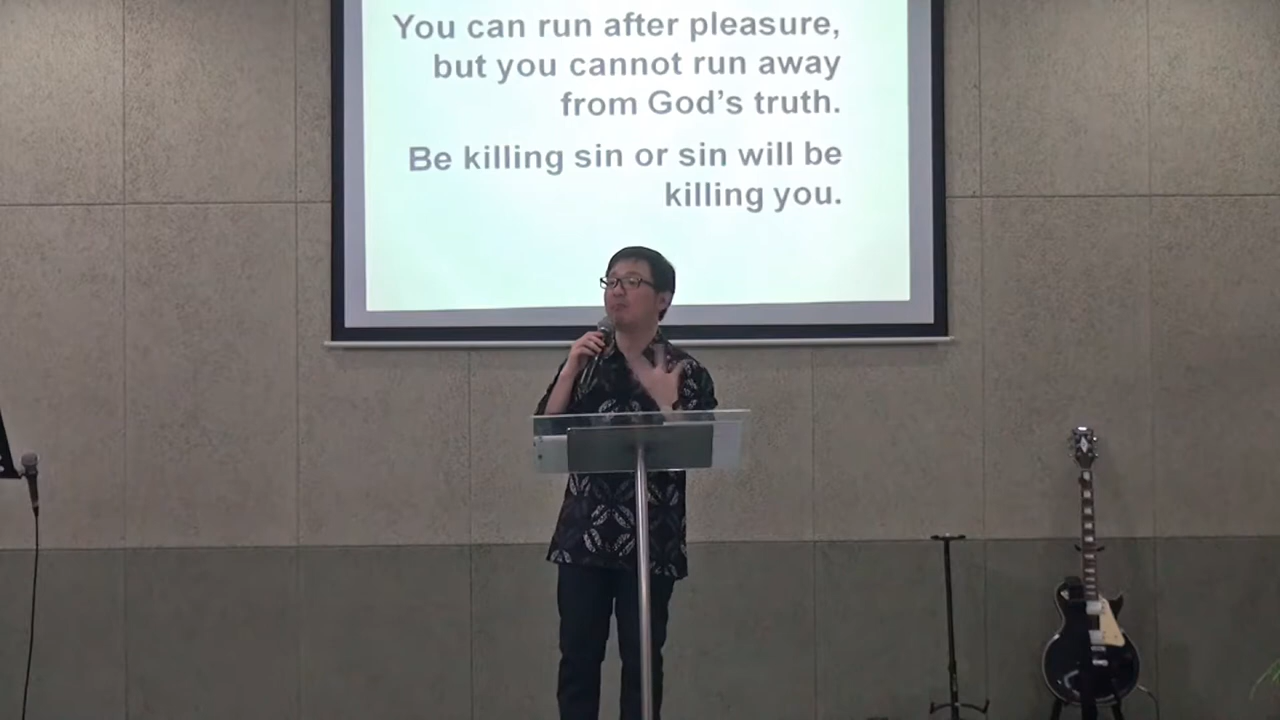 You can run after pleasure,
but you cannot run away
from God's truth.
Be killing sin or sin will be
killing you.